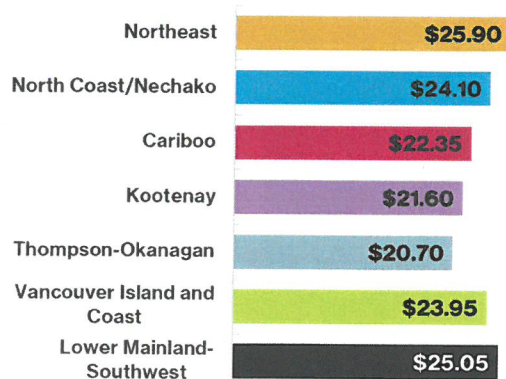 Northeast $25.90
North Coast/Nechako $24.10
Cariboo $22.35
Kootenay $21.60
Thompson-Okanagan $20.70
Vancouver Island and
Coast $23.95
Lower Mainland-
Southwest $25.05